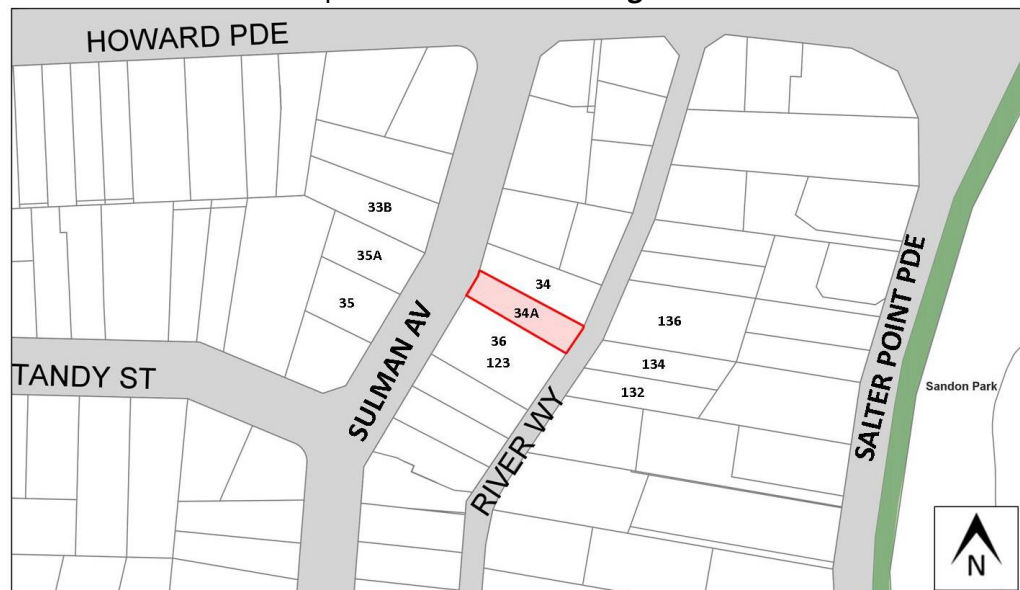 HOWARD PDE
33B
35A
35
34
34A
36
123
136
134
132
SULMAN AV
TANDY ST
RIVER WY
SALTER POINT PDE
Sandon Park
N